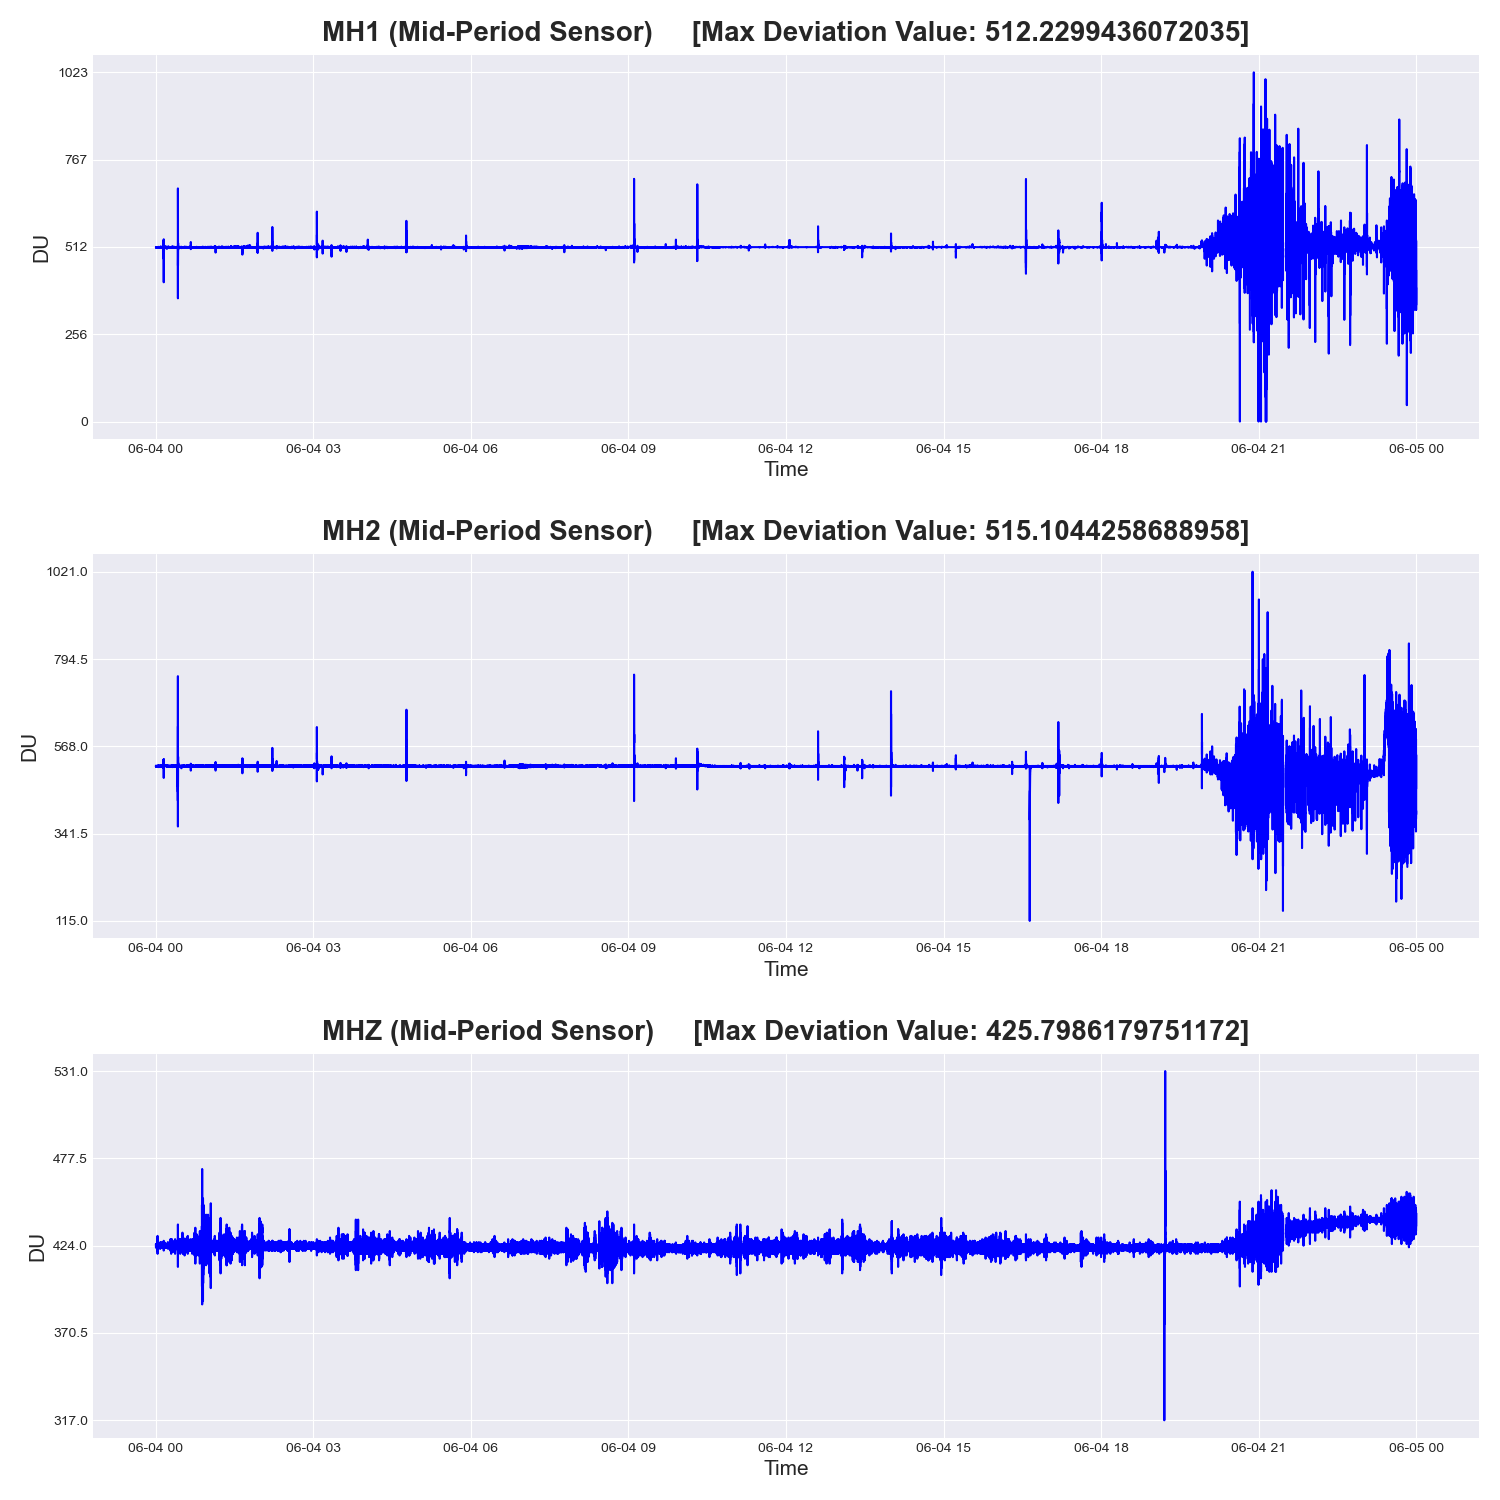 MH1 (Mid-Period Sensor) [Max Deviation Value: 512.2299436072035]
1023
767
512
256
0
DU
06-04 00 06-04 03 06-04 06 06-04 09 06-04 12 06-04 15 06-04 18 06-04 21 06-05 00
Time
MH2 (Mid-Period Sensor) [Max Deviation Value: 515.1044258688958]
1021.0
794.5
568.0
341.5
115.0
DU
06-04 00 06-04 03 06-04 06 06-04 09 06-04 12 06-04 15 06-04 18 06-04 21 06-05 00
Time
MHZ (Mid-Period Sensor) [Max Deviation Value: 425.7986179751172]
531.0
477.5
424.0
370.5
317.0
DU
06-04 00 06-04 03 06-04 06 06-04 09 06-04 12 06-04 15 06-04 18 06-04 21 06-05 00
Time